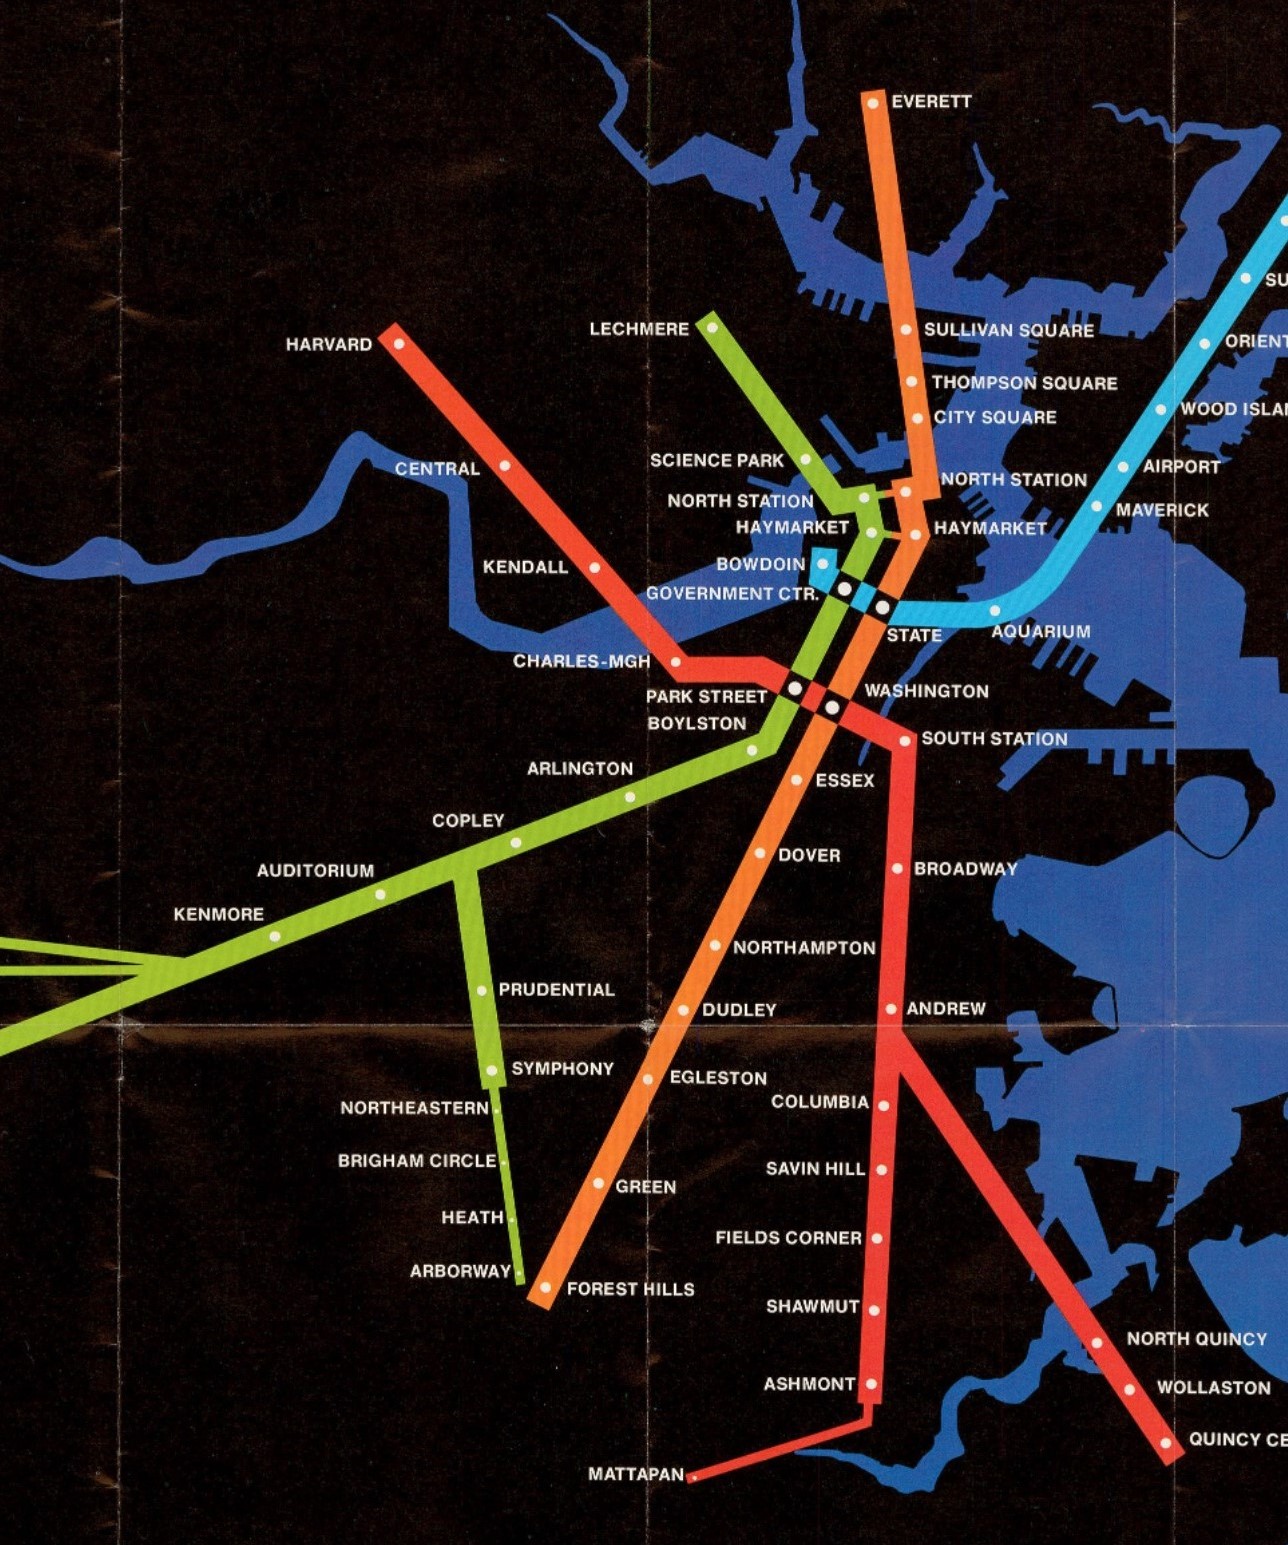 EVERETT
SU
LECHMERE
SULLIVAN SQUARE
HARVARD
ORIENT
THOMPSON SQUARE
CITY SQUARE
WOOD ISLAN
CENTRAL
SCIENCE PARK
AIRPORT
NORTH STATION
NORTH STATION
MAVERICK
HAYMARKET
HAYMARKET
KENDALL
BOWDOIN
GOVERNMENT CTR.
STATE
AQUARIUM
CHARLES-MGH
PARK STREET
WASHINGTON
BOYLSTON
SOUTH STATION
ARLINGTON
ESSEX
COPLEY
DOVER
AUDITORIUM
BROADWAY
KENMORE
NORTHAMPTON
PRUDENTIAL
DUDLEY
ANDREW
SYMPHONY
EGLESTON
NORTHEASTERN
COLUMBIA
BRIGHAM CIRCLE
SAVIN HILL
GREEN
HEATH
FIELDS CORNER
ARBORWAY
FOREST HILLS
SHAWMUT
NORTH QUINCY
ASHMONT
WOLLASTON
QUINCY CE
MATTAPAN